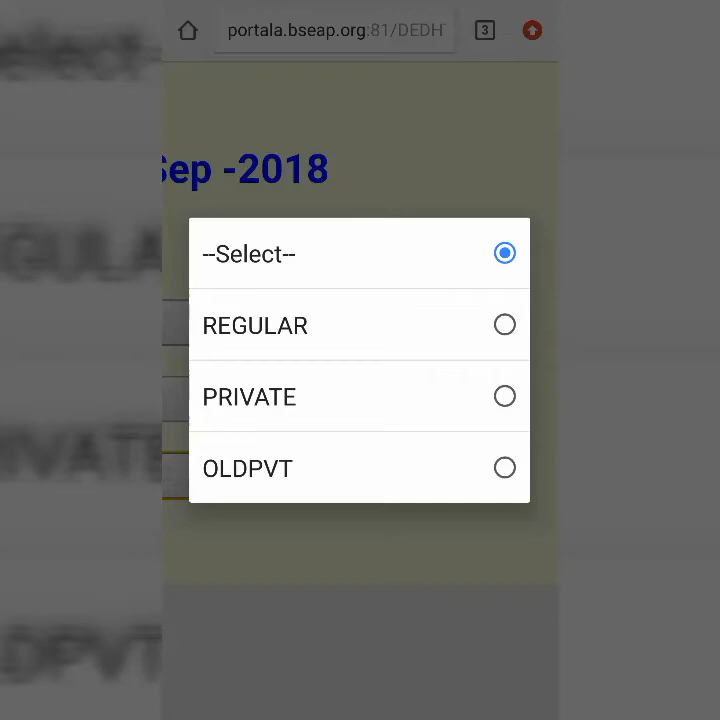 portala.bseap.org:81/DEDH
3
Sep -2018
--Select--
REGULAR
PRIVATE
OLDPVT